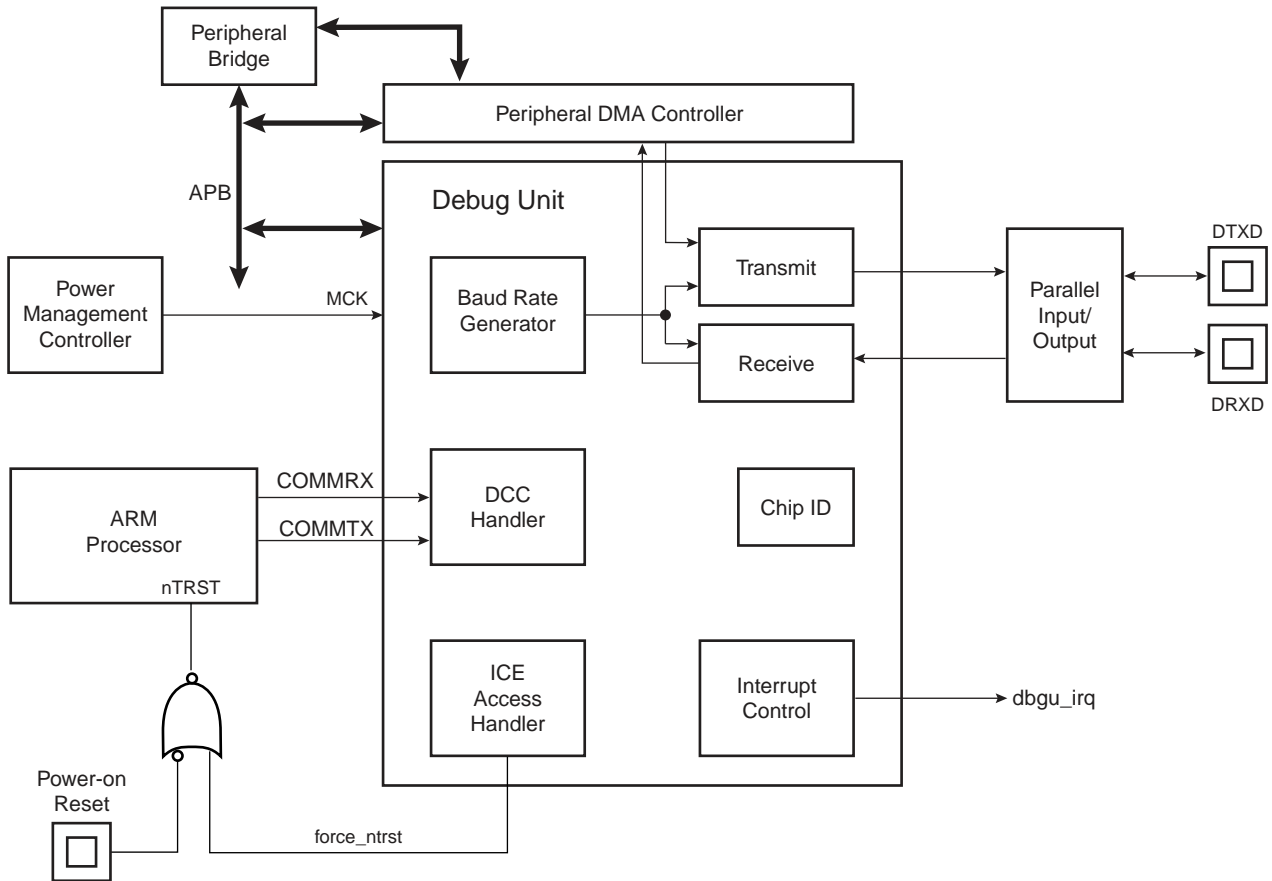 Peripheral
Bridge
Peripheral DMA Controller
APB
Debug Unit
DTXD
Power
Management
Controller
MCK
Baud Rate
Generator
Transmit
Receive
Parallel
Input/
Output
DRXD
ARM
Processor
nTRST
COMMRX
COMMTX
DCC
Handler
Chip ID
ICE
Access
Handler
Interrupt
Control
dbgu_irq
Power-on
Reset
force_ntrst